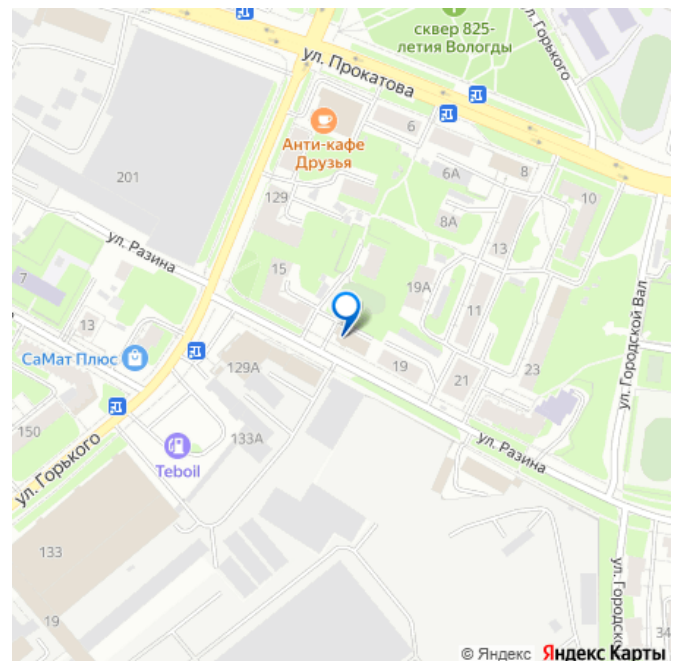 сквер 825-
летия Вологды
ул. Горького
ул. Прокатова
6
Анти-кафе
Друзья
6А
8
10
201
129
8А
13
ул. Разина
15
19А
11
7
13
СаМат Плюс
129А
19
21
23
ул. Городской Вал
150
ул. Горького
133А
Teboil
ул. Разина
133
19
ул. Городско
34
© Яндекс Яндекс Карты